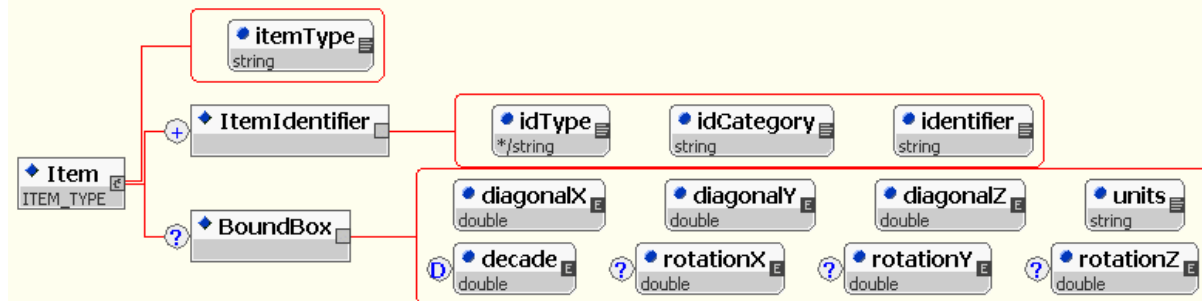 itemType
string
+ ItemIdentifier
idType idCategory identifier
*/string string string
Item
ITEM_TYPE
diagonalX diagonalY diagonalZ units
E E E
double double double string
? BoundBox
D decade E ? rotationX E ? rotationY E ? rotationZ E
double double double double